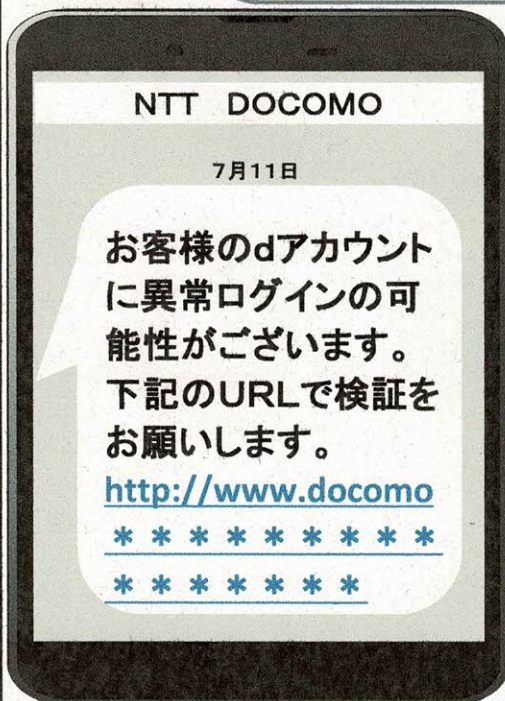 NTT DOCOMO
7月11日
お客様のdアカウント
に異常ログインの可
能性がございます。
下記のURLで検証を
お願いします。
http://www.docomo
*********
*******